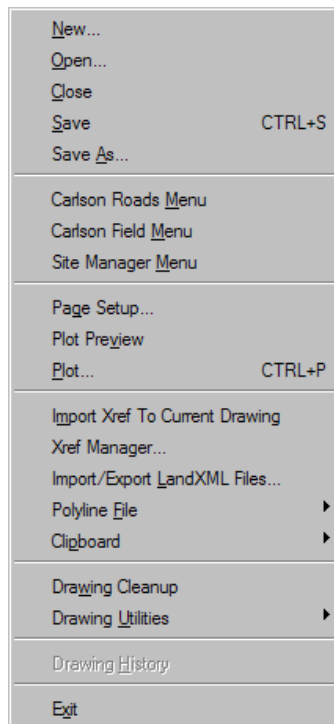 New...
Open...
Close
Save CTRL+S
Save As...
Carlson Roads Menu
Carlson Field Menu
Site Manager Menu
Page Setup...
Plot Preview
Plot... CTRL+P
Import Xref To Current Drawing
Xref Manager...
Import/Export LandXML Files...
Polyline File
Clipboard
Drawing Cleanup
Drawing Utilities
Drawing History
Exit